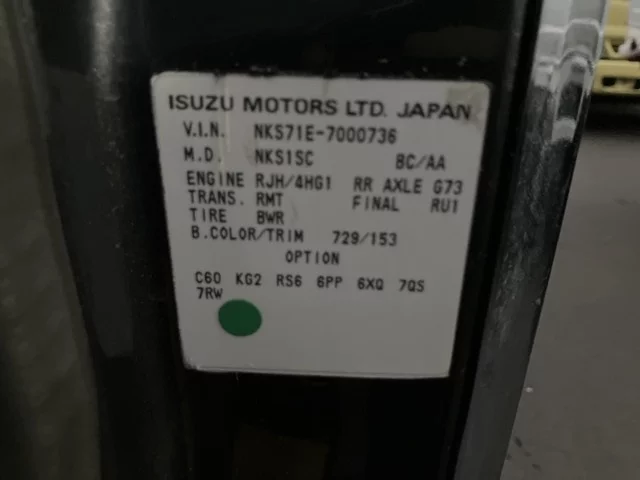 ISUZU MOTORS LTD. JAPAN
V.I.N. NKS71E-7000736
M.D. NKS1SC BC/AA
ENGINE RJH/4HG1 RR AXLE G73
TRANS. RMT FINAL RU1
TIRE BWR
B.COLOR/TRIM 729/153
OPTION
C60 KG2 RS6 6PP 6XQ 7QS
7RW